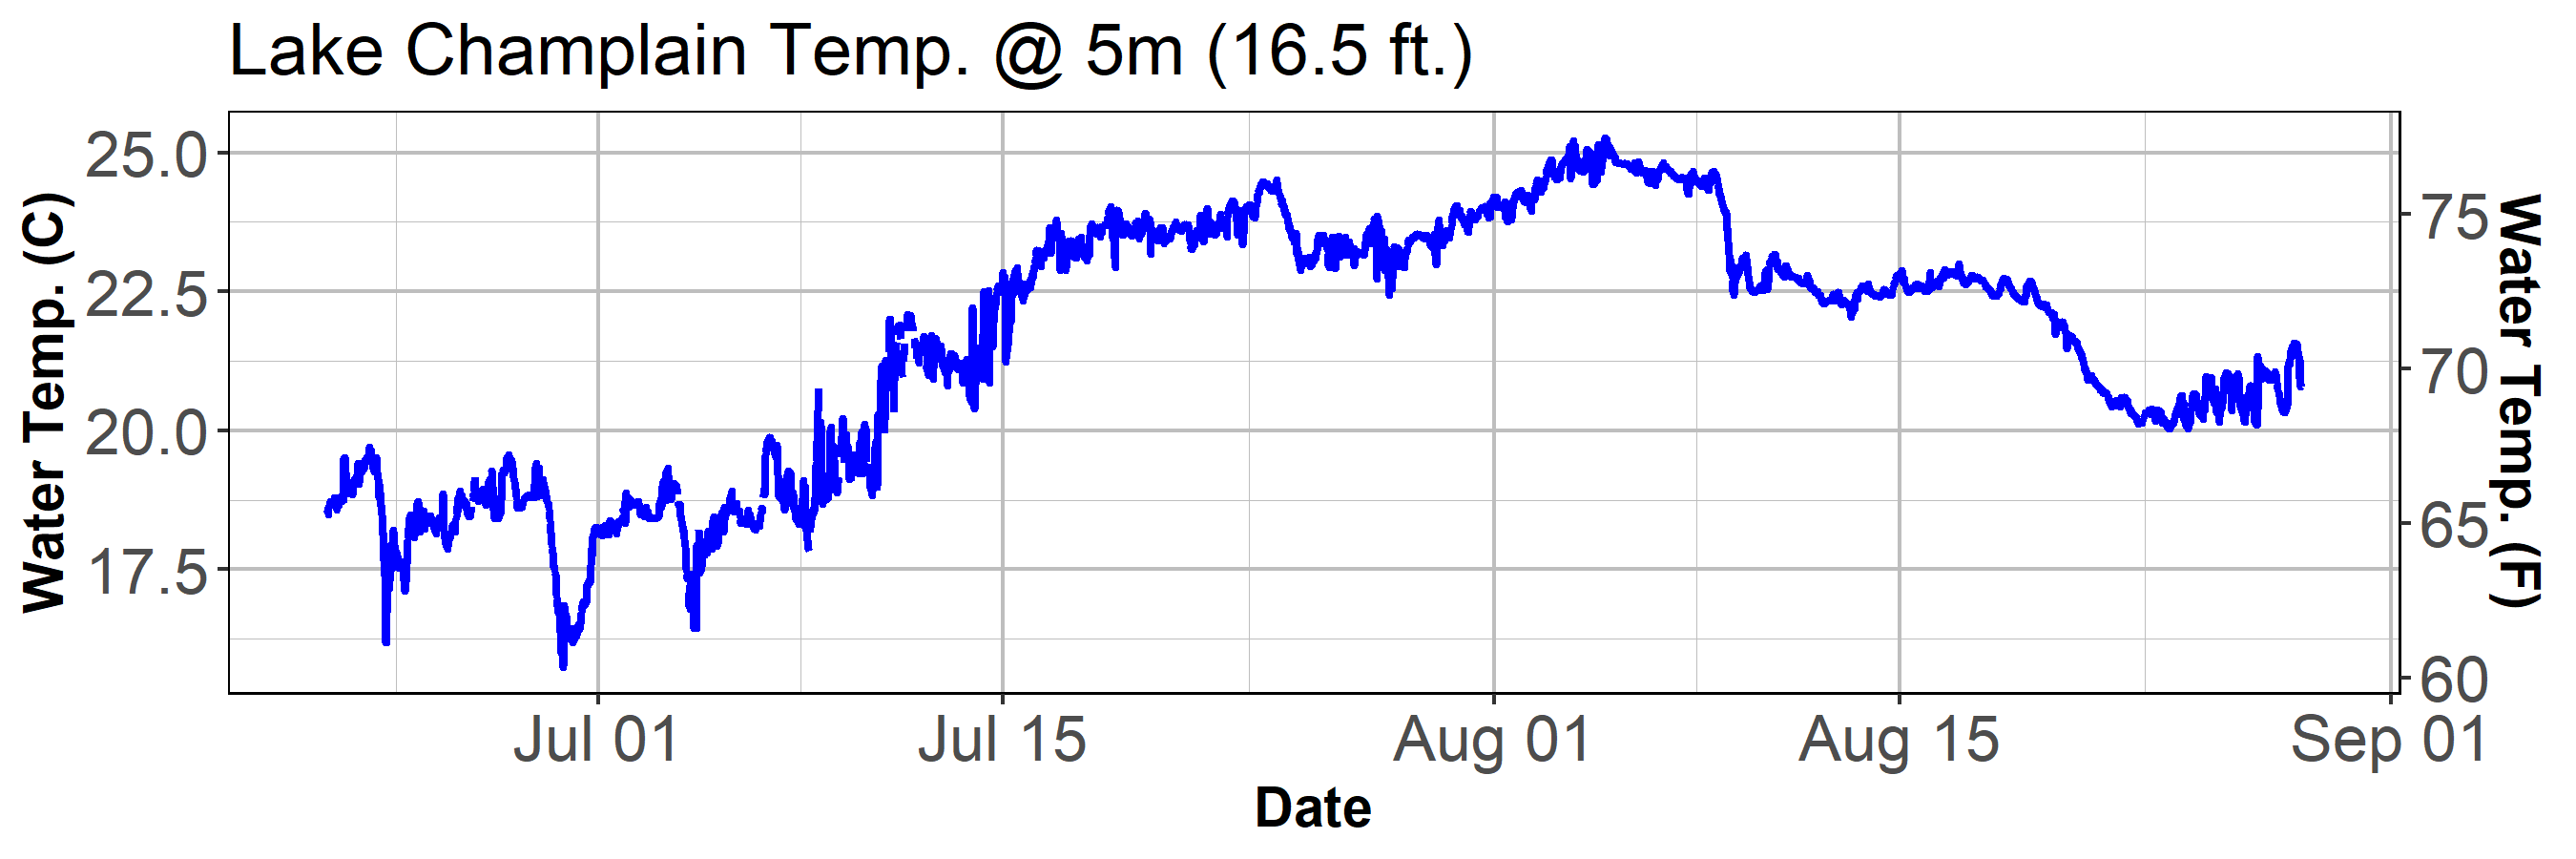 Lake Champlain Temp. @ 5m (16.5 ft.)
Water Temp. (C)
25.0
22.5
20.0
17.5
75
70
65
60
Water Temp. (F)
Jul 01 Jul 15 Aug 01 Aug 15 Sep 01
Date